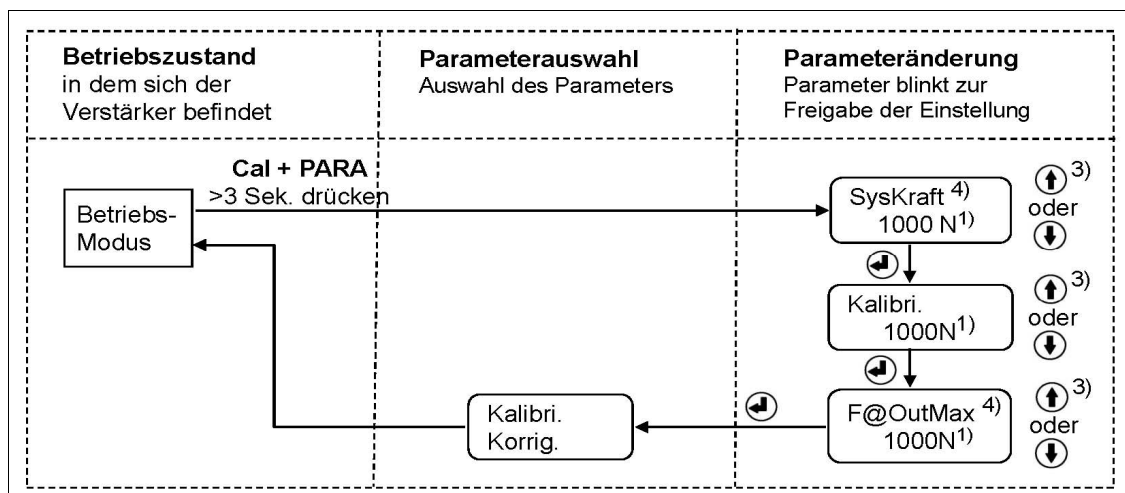 Betriebszustand
in dem sich der
Verstärker befindet
Parameterauswahl
Auswahl des Parameters
Parameteränderung
Parameter blinkt zur
Freigabe der Einstellung
Cal + PARA
>3 Sek. drücken
Betriebs-
Modus
SysKraft 4)
1000 N1)
3)
oder
Kalibri.
1000N1)
3)
oder
F@OutMax 4)
1000N1)
3)
oder
Kalibri.
Korrig.